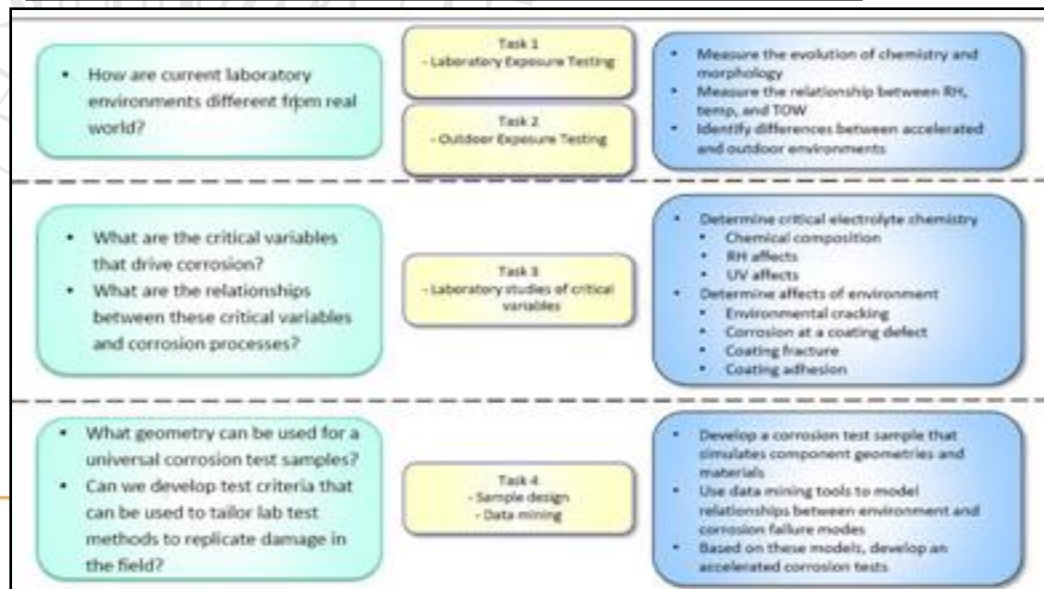 • How are current laboratory
environments different from real
world?
Task 1
- Laboratory Exposure Testing
Task 2
- Outdoor Exposure Testing
• Measure the evolution of chemistry and
morphology
• Measure the relationship between RH,
temp, and TOW
• Identify differences between accelerated
and outdoor environments
• What are the critical variables
that drive corrosion?
• What are the relationships
between these critical variables
and corrosion processes?
Task 3
- Laboratory studies of critical
variables
• Determine critical electrolyte chemistry
• Chemical composition
• RH affects
• UV affects
• Determine affects of environment
• Environmental cracking
• Corrosion at a coating defect
• Coating fracture
• Coating adhesion
• What geometry can be used for a
universal corrosion test samples?
• Can we develop test criteria that
can be used to tailor lab test
methods to replicate damage in
the field?
Task 4
- Sample design
- Data mining
• Develop a corrosion test sample that
simulates component geometries and
materials
• Use data mining tools to model
relationships between environment and
corrosion failure modes
• Based on these models, develop an
accelerated corrosion tests